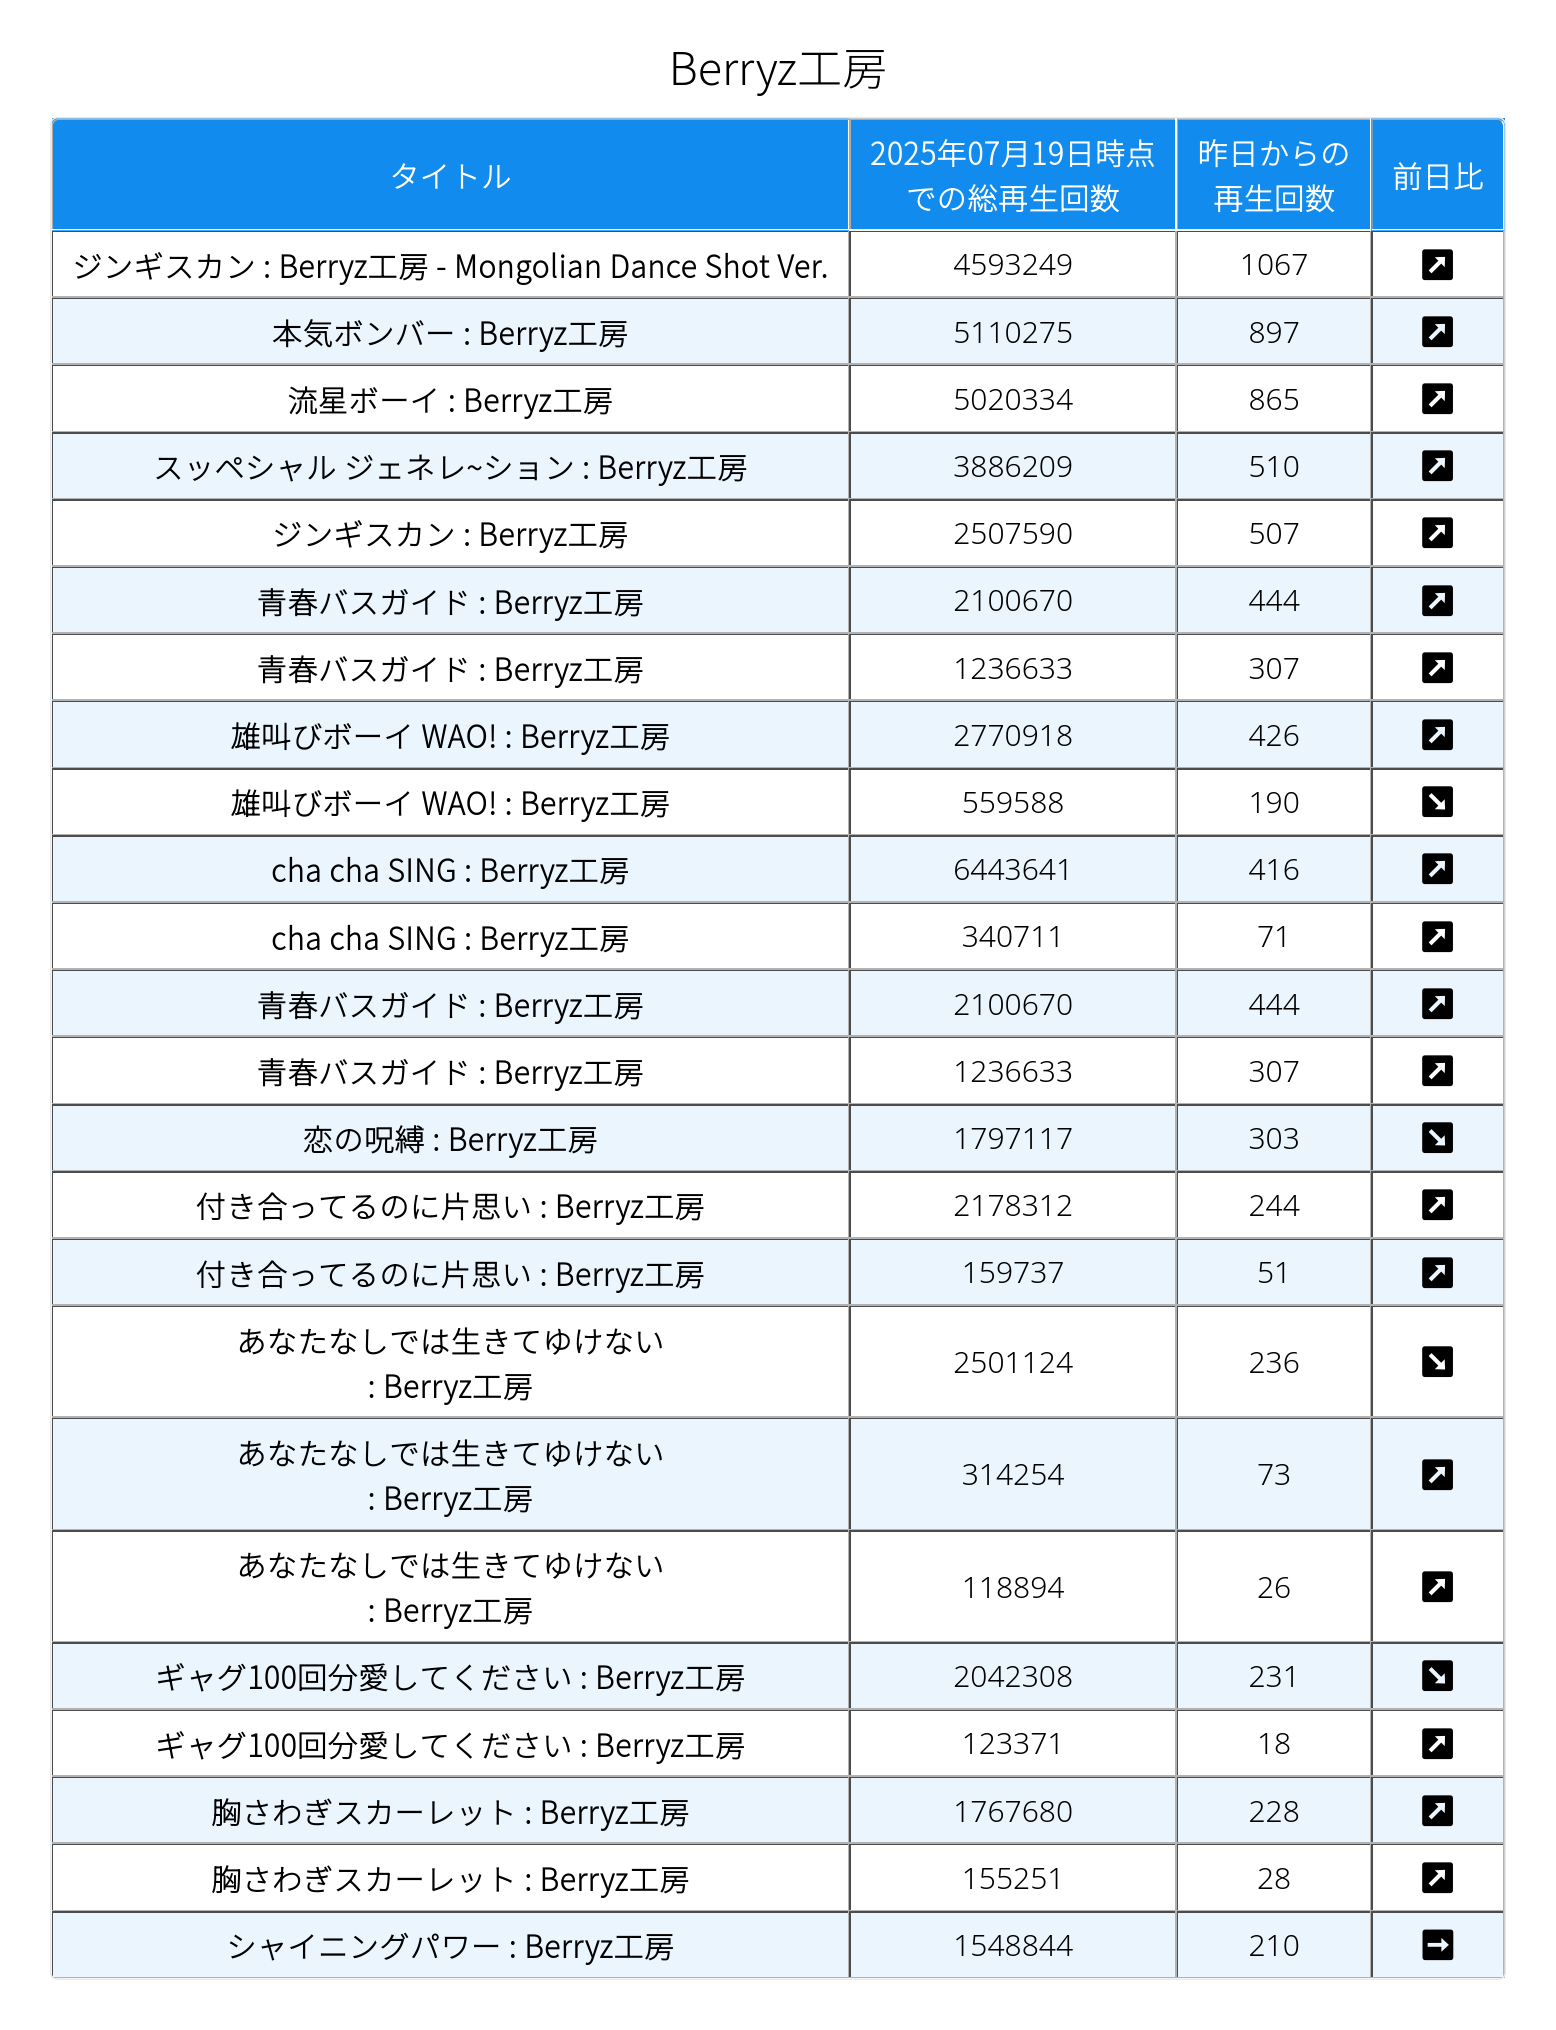 Berryz工房
タイトル 2025年07月19日時点 昨日からの 前日比
での総再生回数 再生回数
ジンギスカン : Berryz工房 - Mongolian Dance Shot Ver. 4593249 1067
本気ボンバー : Berryz工房 5110275 897
流星ボーイ : Berryz工房 5020334 865
スッペシャル ジェネレ~ション : Berryz工房 3886209 510
ジンギスカン : Berryz工房 2507590 507
青春バスガイド : Berryz工房 2100670 444
青春バスガイド : Berryz工房 1236633 307
雄叫びボーイ WAO! : Berryz工房 2770918 426
雄叫びボーイ WAO! : Berryz工房 559588 190
cha cha SING : Berryz工房 6443641 416
cha cha SING : Berryz工房 340711 71
青春バスガイド : Berryz工房 2100670 444
青春バスガイド : Berryz工房 1236633 307
恋の呪縛 : Berryz工房 1797117 303
付き合ってるのに片思い : Berryz工房 2178312 244
付き合ってるのに片思い : Berryz工房 159737 51
あなたなしでは生きてゆけない
: Berryz工房 2501124 236
あなたなしでは生きてゆけない
: Berryz工房 314254 73
あなたなしでは生きてゆけない
: Berryz工房 118894 26
ギャグ100回分愛してください : Berryz工房 2042308 231
ギャグ100回分愛してください : Berryz工房 123371 18
胸さわぎスカーレット : Berryz工房 1767680 228
胸さわぎスカーレット : Berryz工房 155251 28
シャイニングパワー : Berryz工房 1548844 210